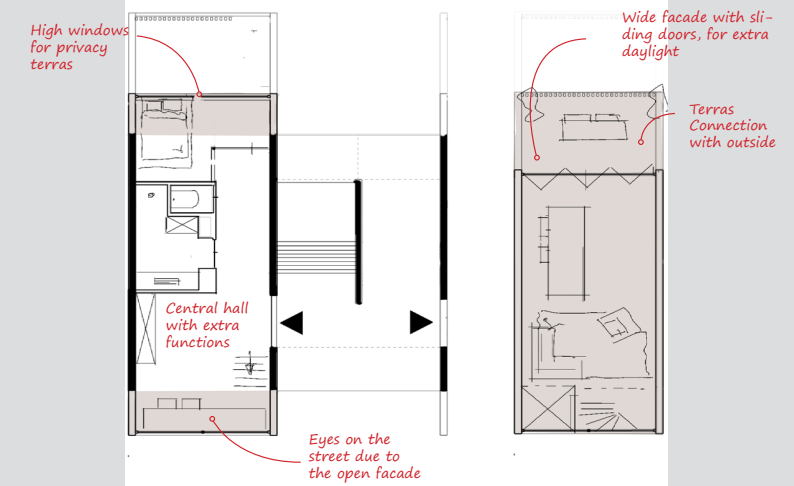 High windows
for privacy
terras
Wide facade with sli-
ding doors, for extra
daylight
Terras
Connection
with outside
Central hall
with extra
functions
Eyes on the
street due to
the open facade